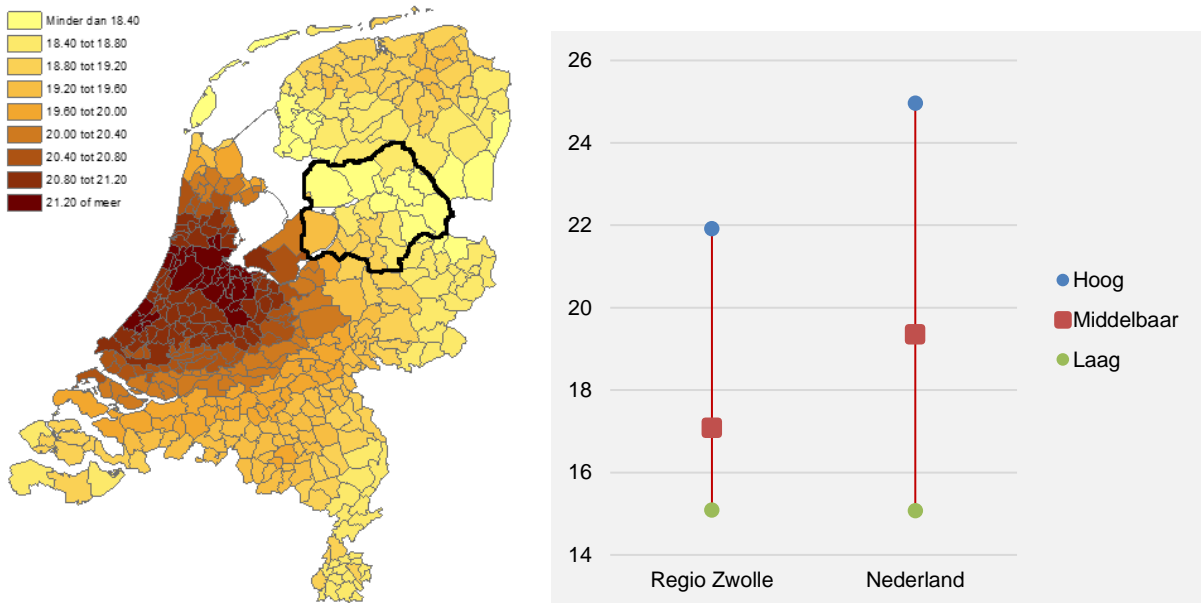 Minder dan 18.40
18.40 tot 18.80
18.80 tot 19.20
19.20 tot 19.60
19.60 tot 20.00
20.00 tot 20.40
20.40 tot 20.80
20.80 tot 21.20
21.20 of meer
26
24
22
20
18
16
14
Regio Zwolle
Nederland
Hoog
Middelbaar
Laag